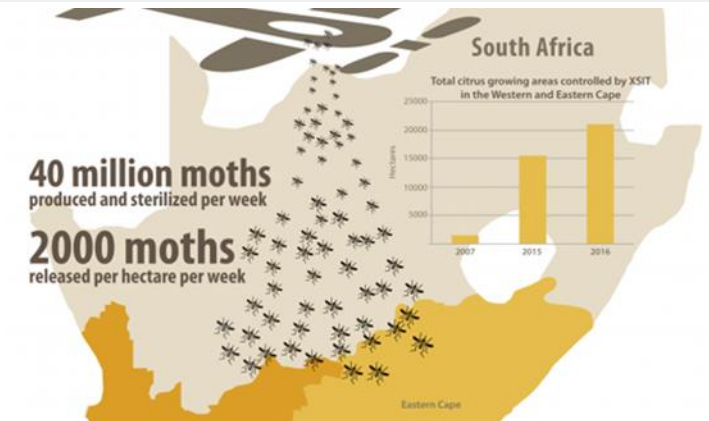 South Africa
Total citrus growing areas controlled by XSIT
in the Western and Eastern Cape
25000
20000
15000
10000
5000
Hectares
2007
2015
2016
40 million moths
produced and sterilized per week
2000 moths
released per hectare per week
Eastern Cape